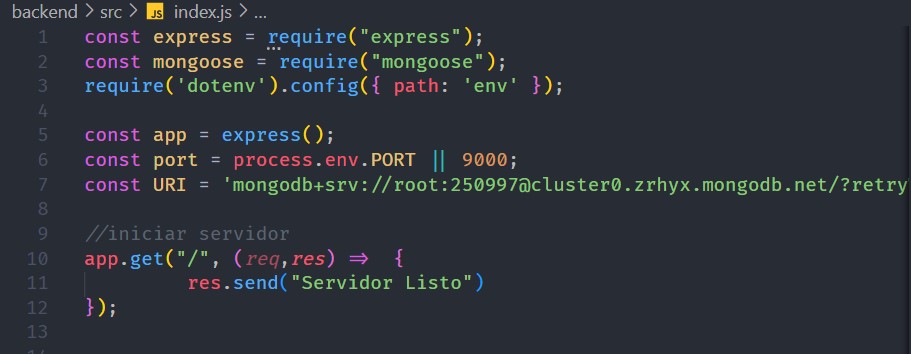 backend > src > JS index.js > ...
1 const express = require("express");
2 const mongoose = require("mongoose");
3 require('dotenv').config({ path: 'env' });
4
5 const app = express();
6 const port = process.env.PORT || 9000;
7 const URI = 'mongodb+srv://root:250997@cluster0.zrhyx.mongodb.net/?retry
8
9 //iniciar servidor
10 app.get("/", (req,res) => {
11 res.send("Servidor Listo")
12 });
13